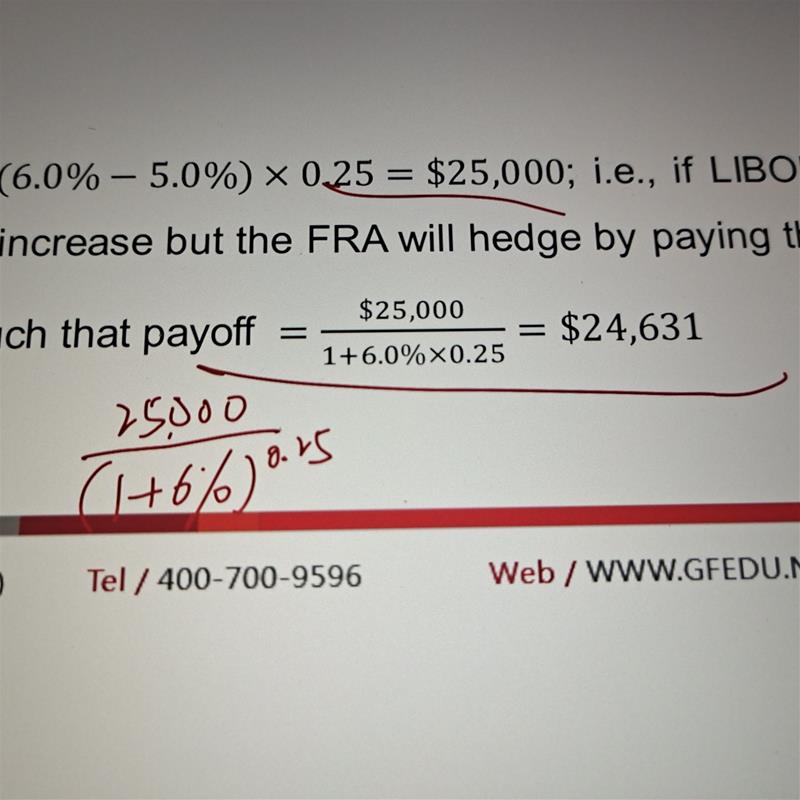 (6.0% − 5.0%) × 0.25 = $25,000; i.e., if LIBO
increase but the FRA will hedge by paying th
uch that payoff = $25,000 / 1+6.0%×0.25 = $24,631
25,000
(1+6%)^0.25
Tel / 400-700-9596 Web / WWW.GFEDU.N